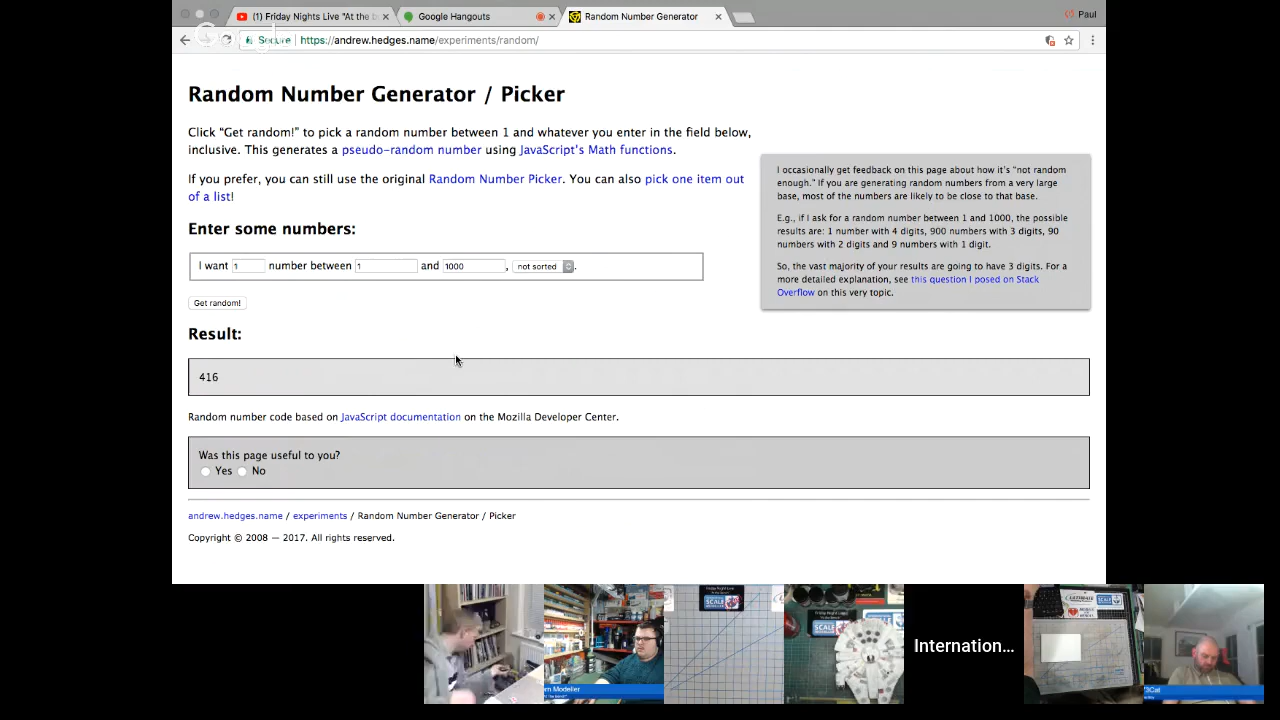 (1) Friday Nights Live "At the b
Google Hangouts
Random Number Generator
Paul
Secure
https://andrew.hedges.name/experiments/random/
Random Number Generator / Picker
Click “Get random!” to pick a random number between 1 and whatever you enter in the field below,
inclusive. This generates a pseudo-random number using JavaScript's Math functions.
If you prefer, you can still use the original Random Number Picker. You can also pick one item out
of a list!
I occasionally get feedback on this page about how it's “not random
enough.” If you are generating random numbers from a very large
base, most of the numbers are likely to be close to that base.
E.g., if I ask for a random number between 1 and 1000, the possible
results are: 1 number with 4 digits, 900 numbers with 3 digits, 90
numbers with 2 digits and 9 numbers with 1 digit.
So, the vast majority of your results are going to have 3 digits. For a
more detailed explanation, see this question I posed on Stack
Overflow on this very topic.
Enter some numbers:
I want 1 number between 1 and 1000, not sorted.
Get random!
Result:
416
Random number code based on JavaScript documentation on the Mozilla Developer Center.
Was this page useful to you?
Yes No
andrew.hedges.name / experiments / Random Number Generator / Picker
Copyright © 2008 — 2017. All rights reserved.
Internation...
SCALE
SCALE
Modeller